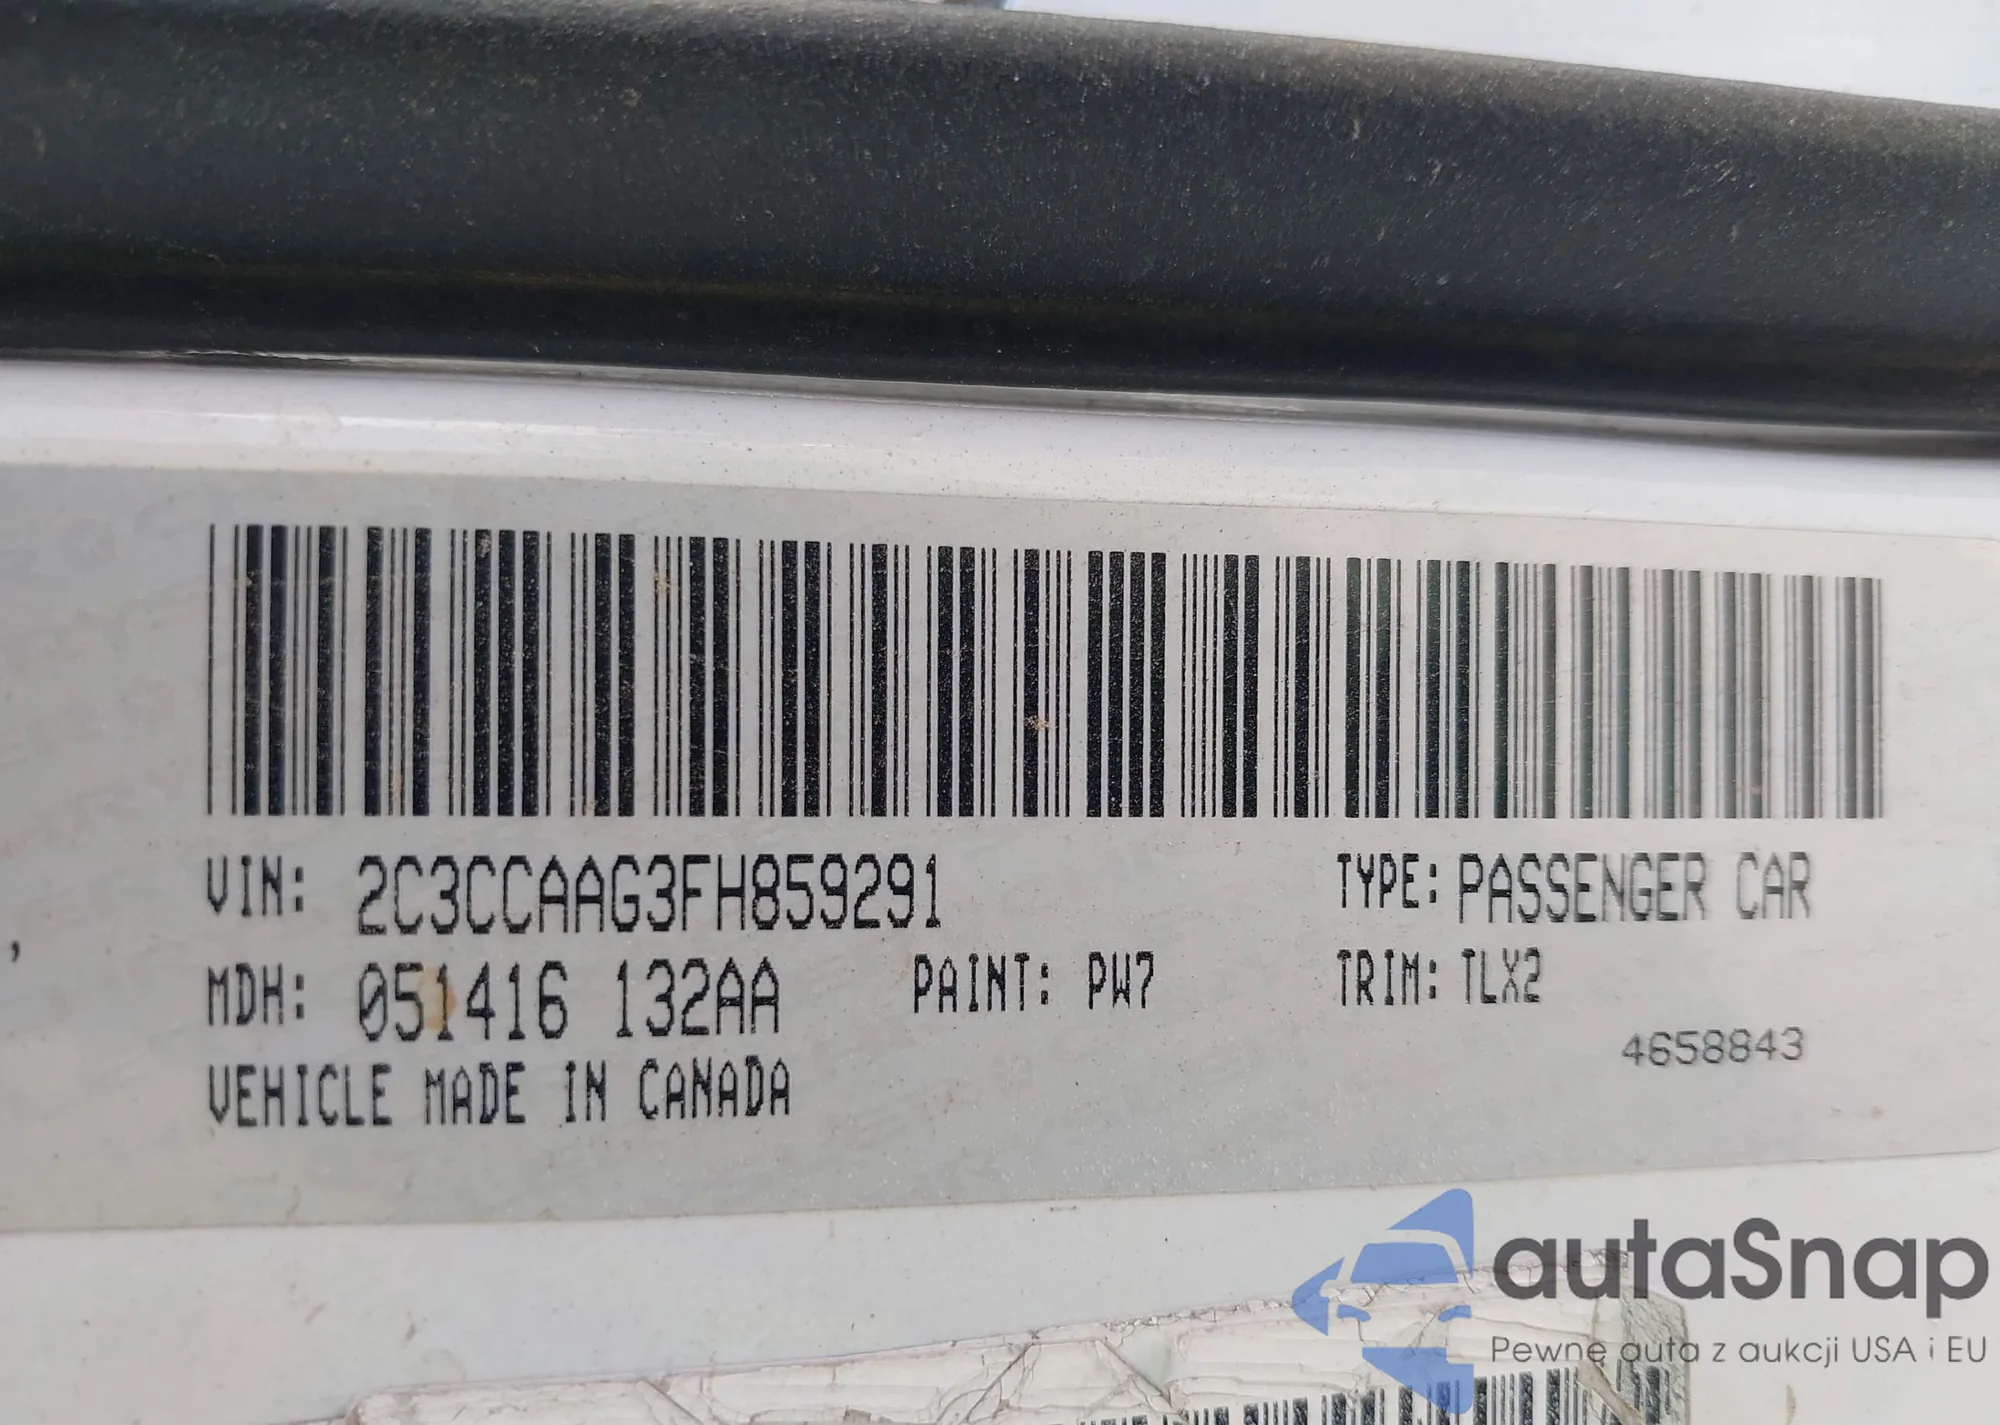 VIN: 2C3CCAAG3FH859291 TYPE: PASSENGER CAR
MDH: 051416 132AA PAINT: PW7 TRIM: TLX2
4658843
VEHICLE MADE IN CANADA
autaSnap
Pewne auta z aukcji USA i EU